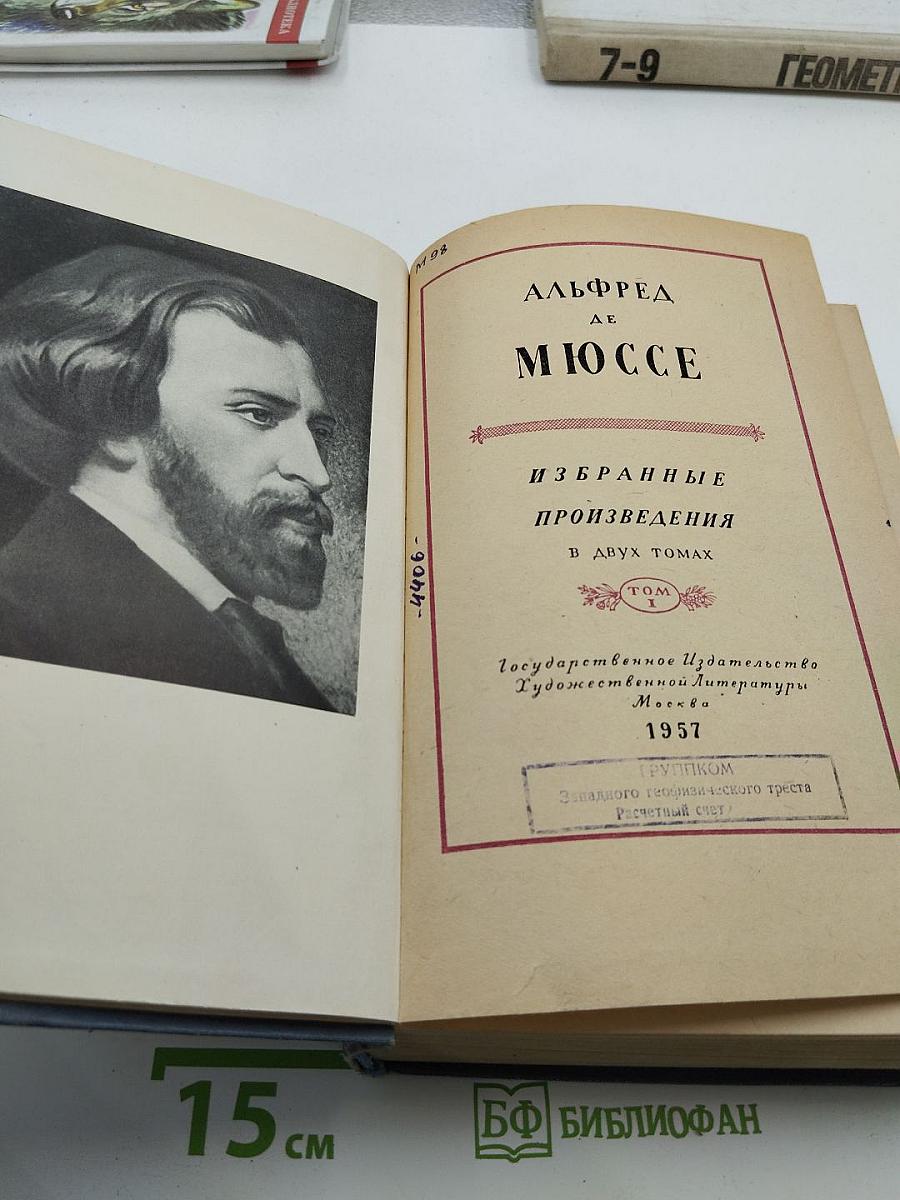 БЛИОТЕКА
7-9 ГЕОМЕТ
М 98
АЛЬФРЕД
ДЕ
МЮССЕ
ИЗБРАННЫЕ
ПРОИЗВЕДЕНИЯ
В ДВУХ ТОМАХ
ТОМ
I
-4406-
Государственное Издательство
Художественной Литературы
Москва
1957
ГРУППКОМ
Западного геофизического треста
Расчетный счет
15 см
БФ БИБЛИОФАН